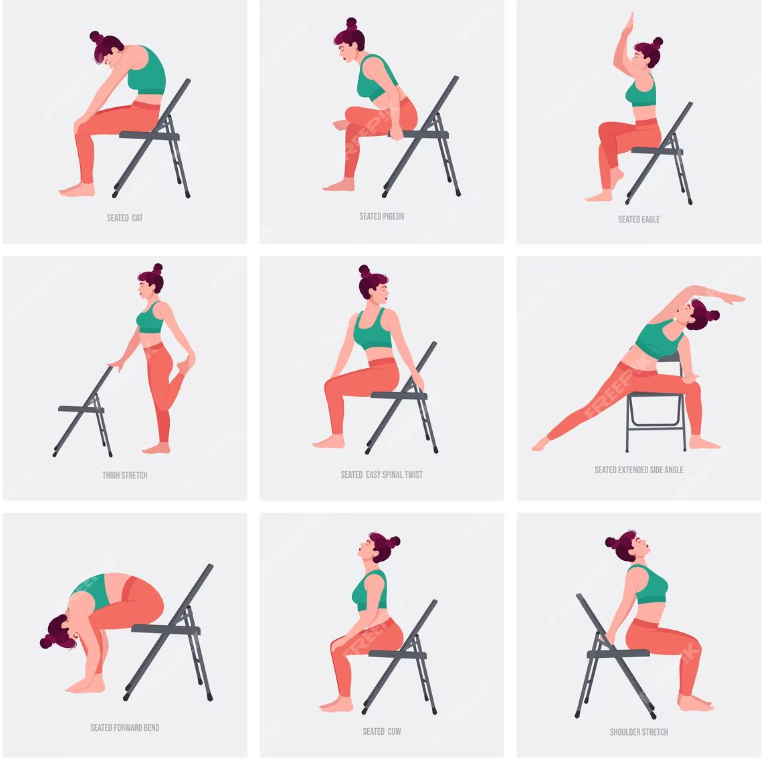 SEATED CAT
SEATED PIGEON
SEATED EAGLE
THIGH STRETCH
SEATED EASY SPINAL TWIST
SEATED EXTENDED SIDE ANGLE
SEATED FORWARD BEND
SEATED COW
SHOULDER STRETCH